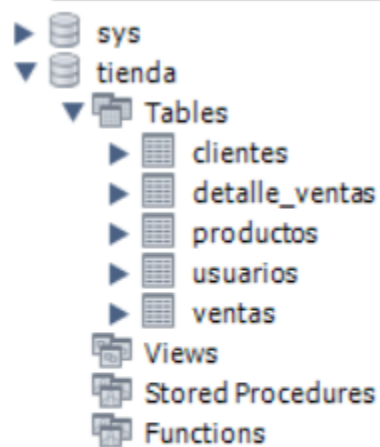 sys
tienda
Tables
clientes
detalle_ventas
productos
usuarios
ventas
Views
Stored Procedures
Functions